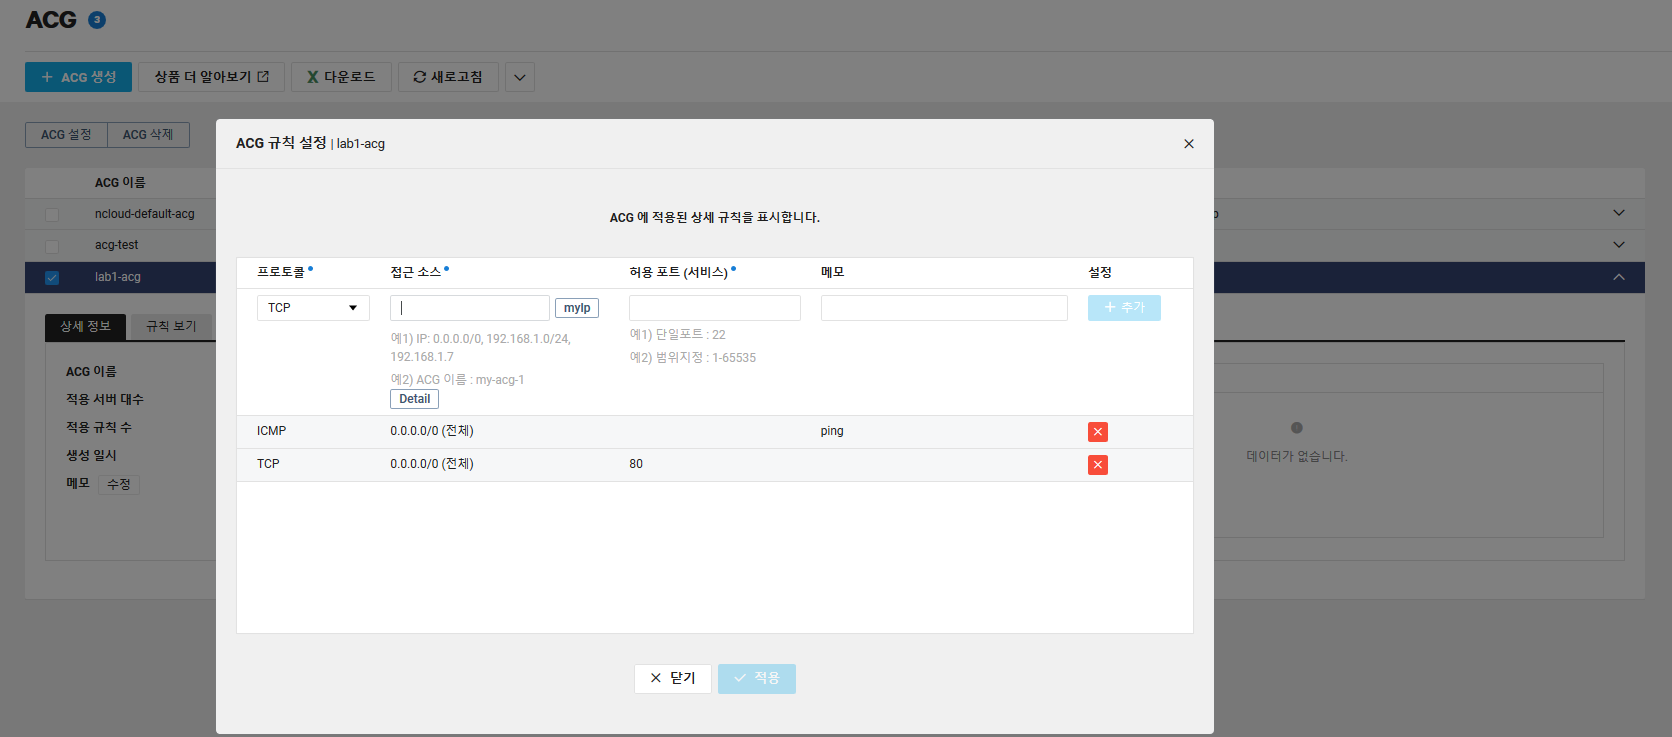 ACG 3
+ ACG 생성 상품 더 알아보기 다운로드 새로고침
ACG 설정 ACG 삭제
ACG 이름
ncloud-default-acg
acg-test
lab1-acg
상세 정보 규칙 보기
ACG 이름
적용 서버 대수
적용 규칙 수
생성 일시
메모 수정
데이터가 없습니다.
ACG 규칙 설정 | lab1-acg
ACG 에 적용된 상세 규칙을 표시합니다.
프로토콜 접근 소스 허용 포트 (서비스) 메모 설정
TCP myIp + 추가
예1) IP: 0.0.0.0/0, 192.168.1.0/24,
192.168.1.7
예2) ACG 이름 : my-acg-1
Detail
예1) 단일포트 : 22
예2) 범위지정 : 1-65535
ICMP 0.0.0.0/0 (전체) ping
TCP 0.0.0.0/0 (전체) 80
닫기 적용